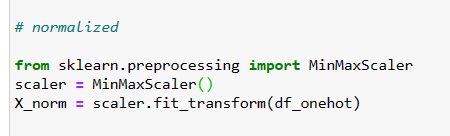 # normalized
from sklearn.preprocessing import MinMaxScaler
scaler = MinMaxScaler()
X_norm = scaler.fit_transform(df_onehot)